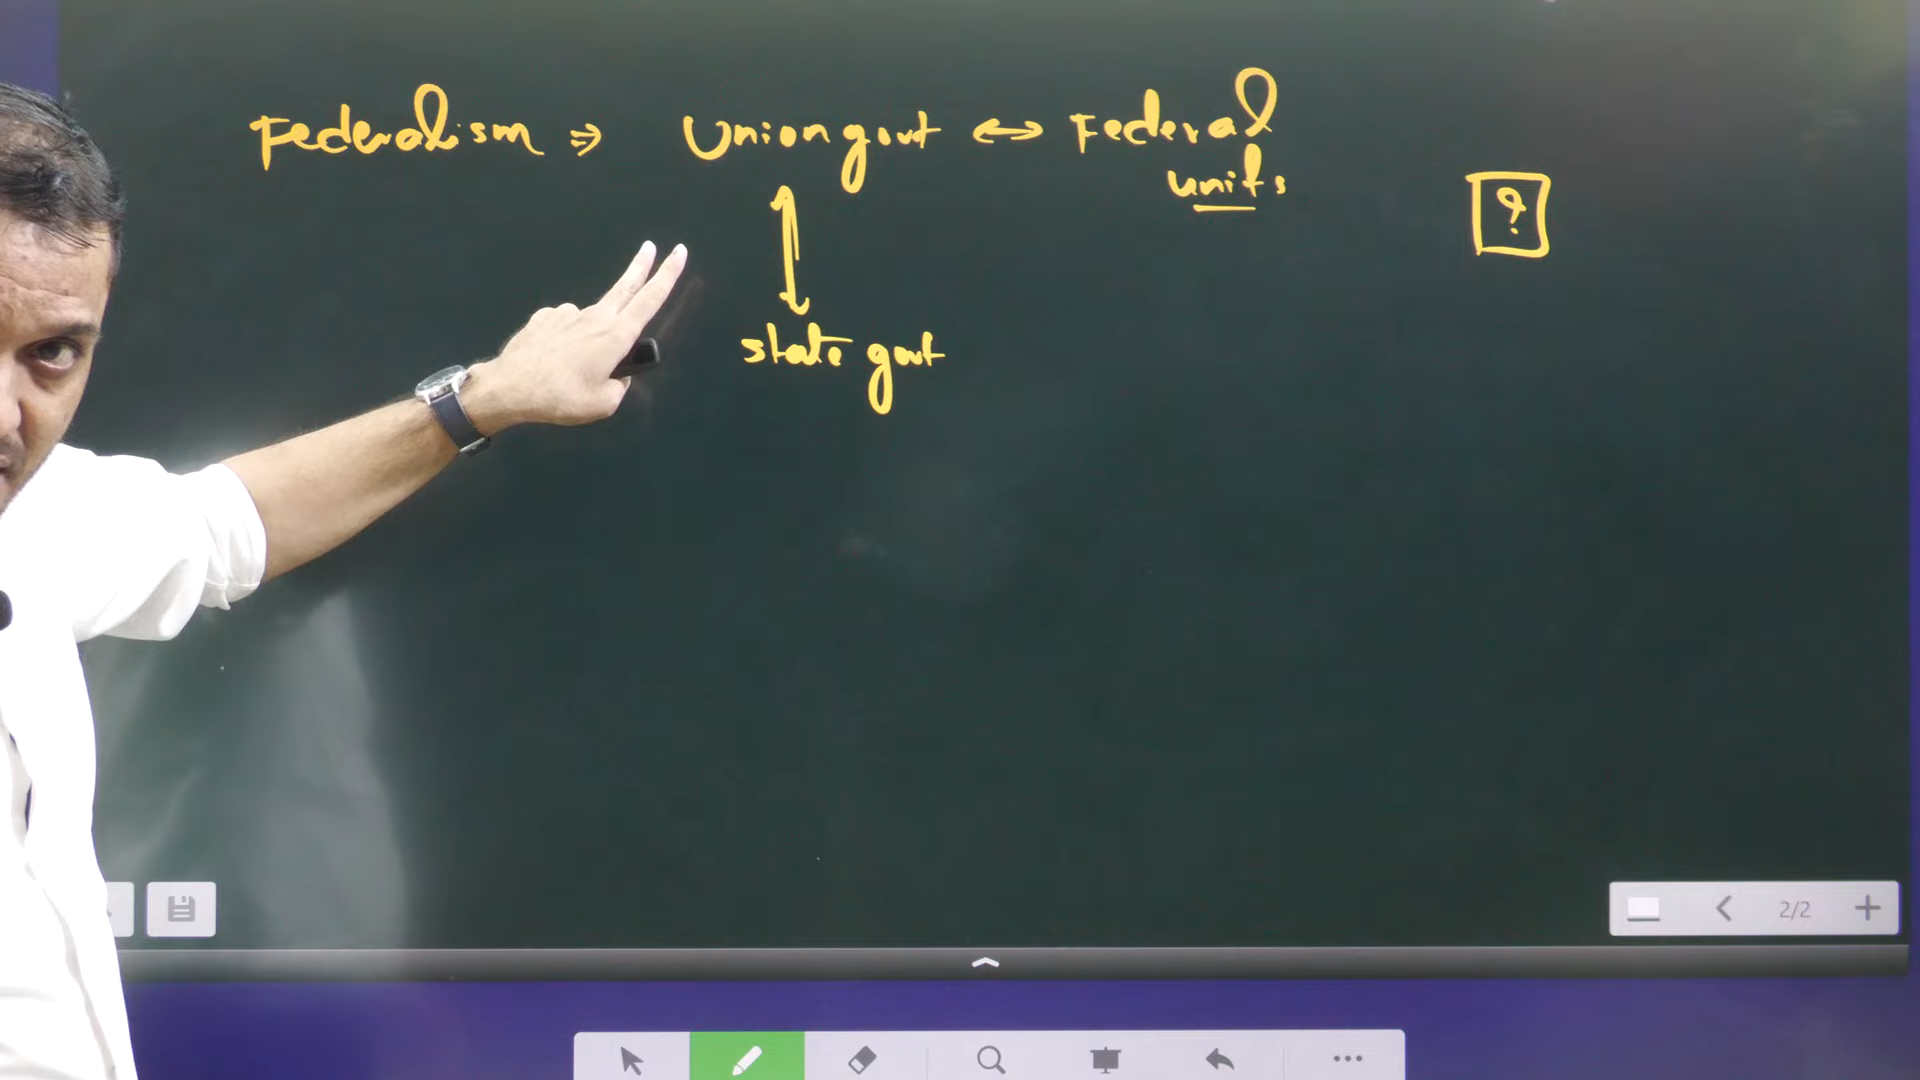 Federalism ⇒ Union govt ↔ Federal
units
?
state govt
2/2